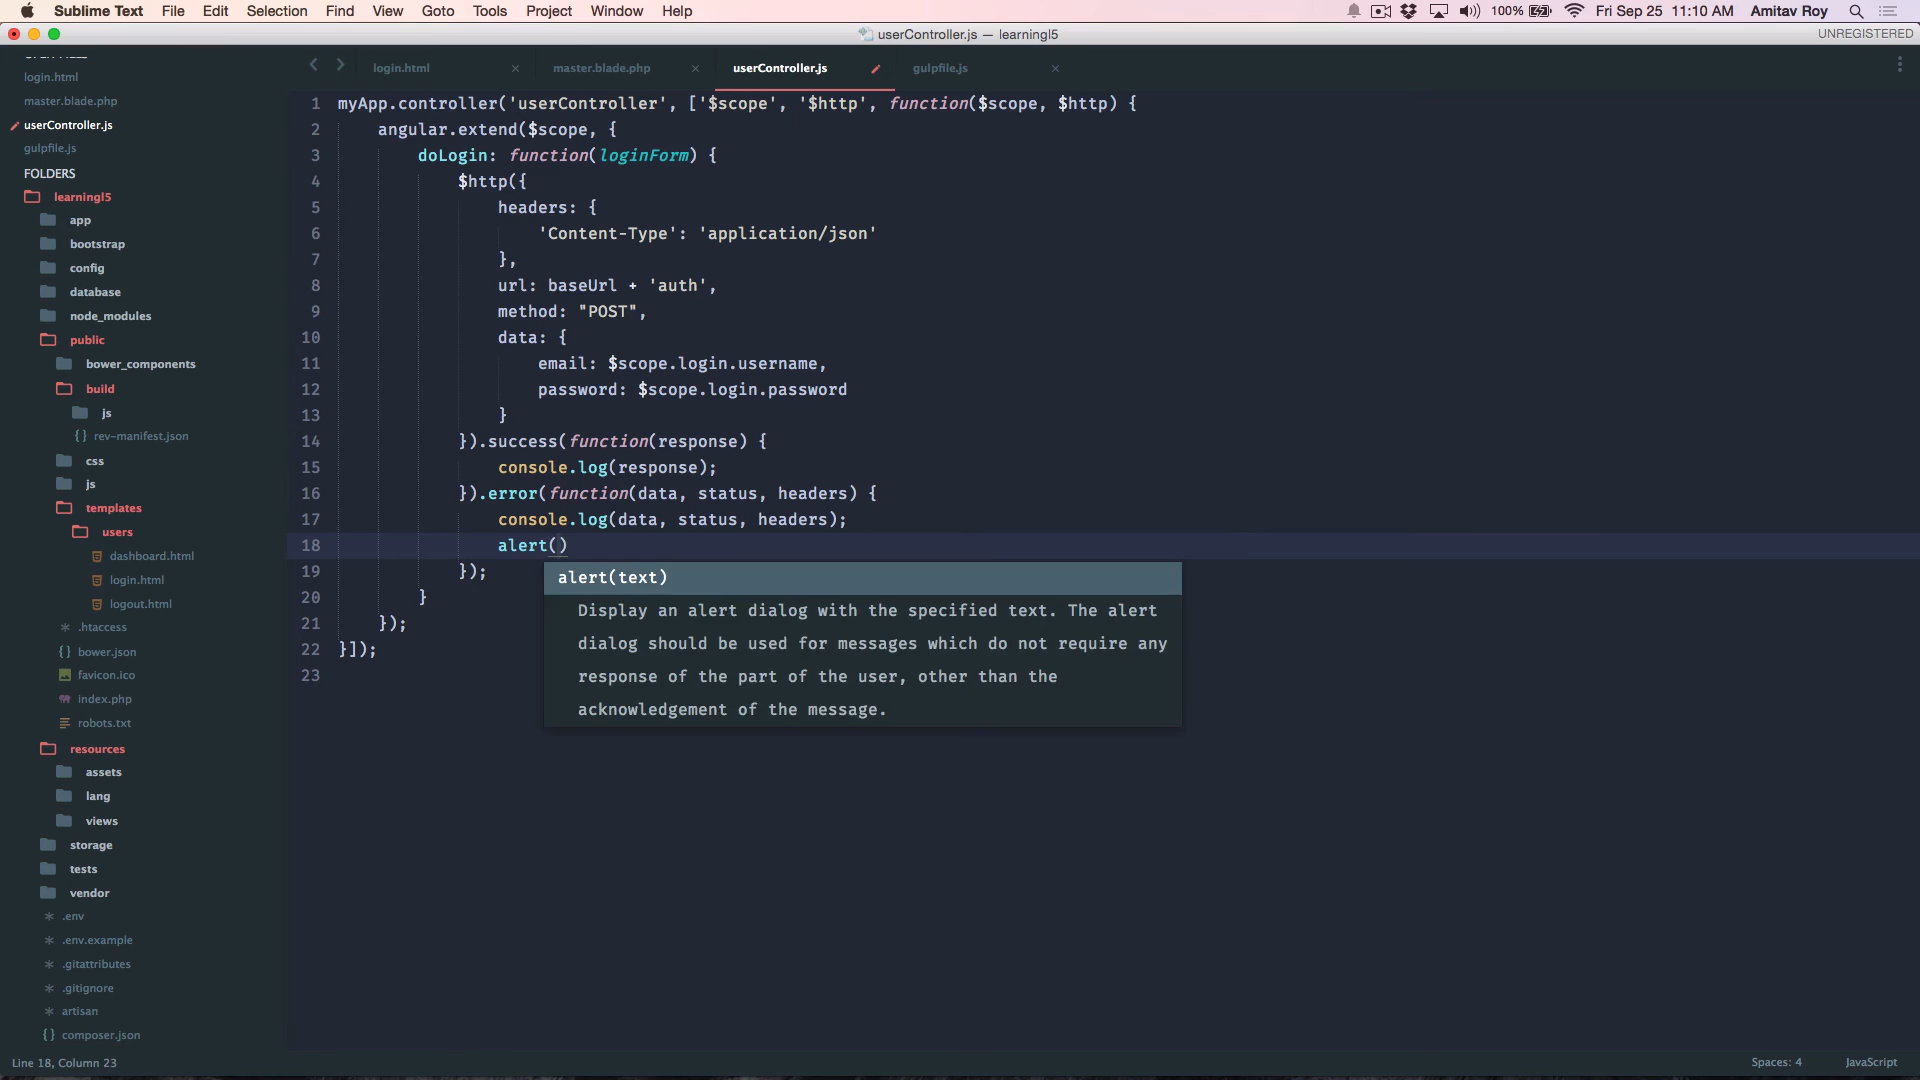 Sublime Text File Edit Selection Find View Goto Tools Project Window Help 100% Fri Sep 25 11:10 AM Amitav Roy
userController.js — learningl5 UNREGISTERED
login.html master.blade.php userController.js gulpfile.js
login.html
master.blade.php
userController.js
gulpfile.js
FOLDERS
learningl5
app
bootstrap
config
database
node_modules
public
bower_components
build
js
rev-manifest.json
css
js
templates
users
dashboard.html
login.html
logout.html
.htaccess
bower.json
favicon.ico
index.php
robots.txt
resources
assets
lang
views
storage
tests
vendor
.env
.env.example
.gitattributes
.gitignore
artisan
composer.json
1 myApp.controller('userController', ['$scope', '$http', function($scope, $http) {
2 angular.extend($scope, {
3 doLogin: function(loginForm) {
4 $http({
5 headers: {
6 'Content-Type': 'application/json'
7 },
8 url: baseUrl + 'auth',
9 method: "POST",
10 data: {
11 email: $scope.login.username,
12 password: $scope.login.password
13 }
14 }).success(function(response) {
15 console.log(response);
16 }).error(function(data, status, headers) {
17 console.log(data, status, headers);
18 alert()
19 });
20 }
21 });
22 }]);
23
alert(text)
Display an alert dialog with the specified text. The alert
dialog should be used for messages which do not require any
response of the part of the user, other than the
acknowledgement of the message.
Line 18, Column 23 Spaces: 4 JavaScript